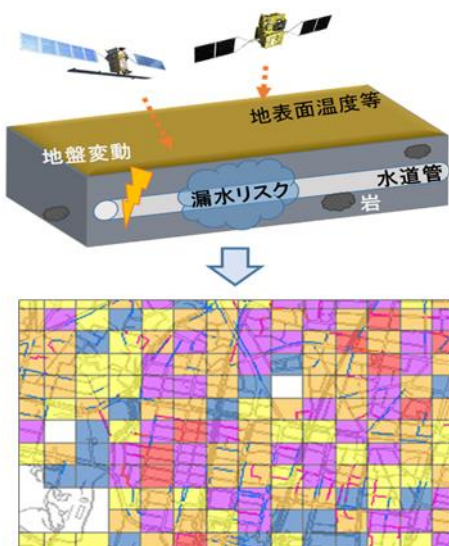 地表面温度等
地盤変動
水道管
漏水リスク
岩